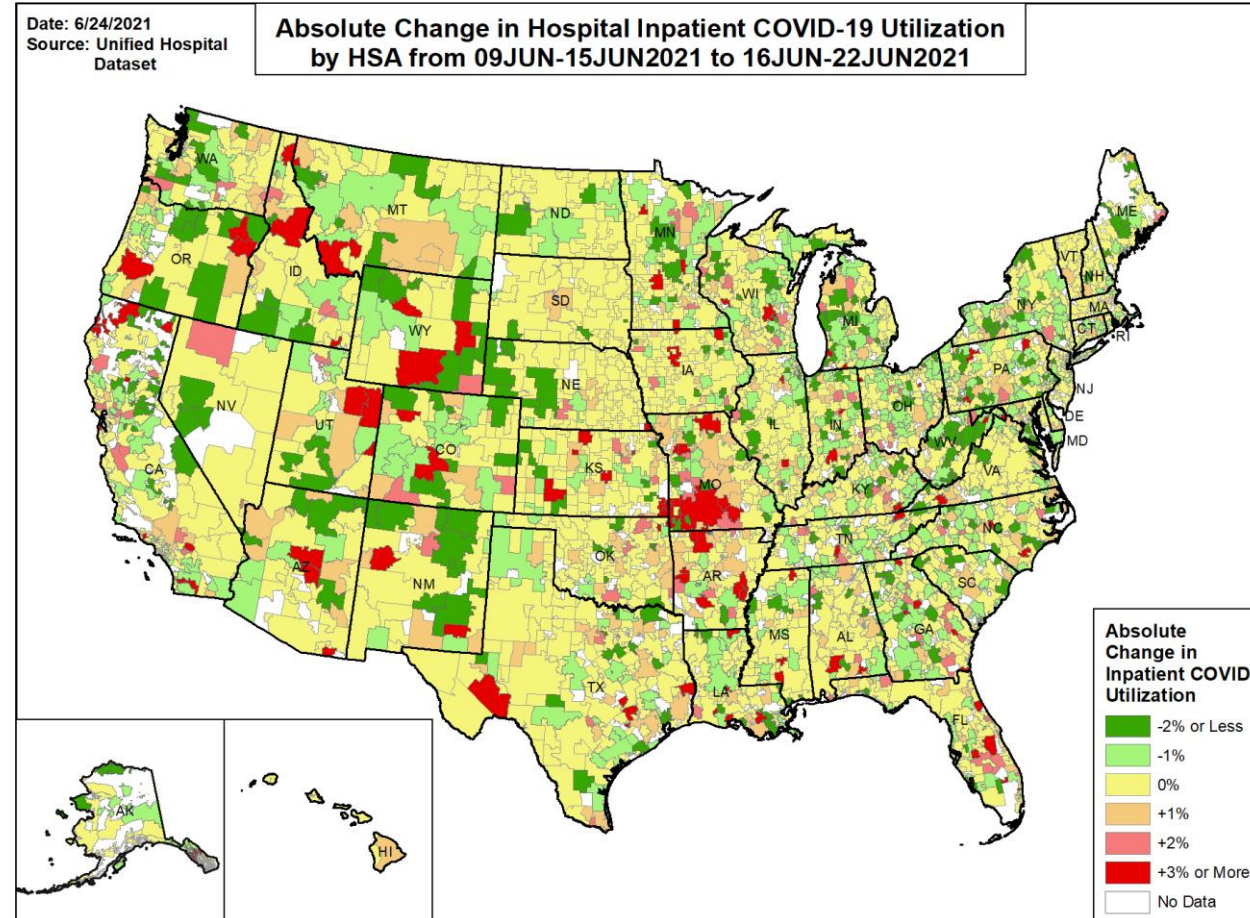 Date: 6/24/2021
Source: Unified Hospital
Dataset
Absolute Change in Hospital Inpatient COVID-19 Utilization
by HSA from 09JUN-15JUN2021 to 16JUN-22JUN2021
WA
MT
ND
MN
ME
OR
ID
SD
WI
MI
VT
NH
NY
MA
CT
RI
WY
IA
PA
NJ
NV
NE
OH
IL
IN
DE
MD
UT
CO
WV
VA
CA
KS
MO
KY
NC
AZ
NM
OK
TN
AR
SC
MS
AL
GA
TX
LA
FL
AK
HI
Absolute
Change in
Inpatient COVID
Utilization
-2% or Less
-1%
0%
+1%
+2%
+3% or More
No Data